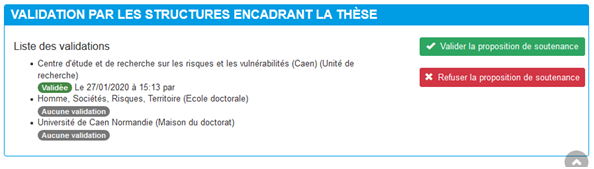 VALIDATION PAR LES STRUCTURES ENCADRANT LA THÈSE
Liste des validations
✔ Valider la proposition de soutenance
✖ Refuser la proposition de soutenance
• Centre d'étude et de recherche sur les risques et les vulnérabilités (Caen) (Unité de
recherche)
Validée Le 27/01/2020 à 15:13 par
• Homme, Sociétés, Risques, Territoire (Ecole doctorale)
Aucune validation
• Université de Caen Normandie (Maison du doctorat)
Aucune validation